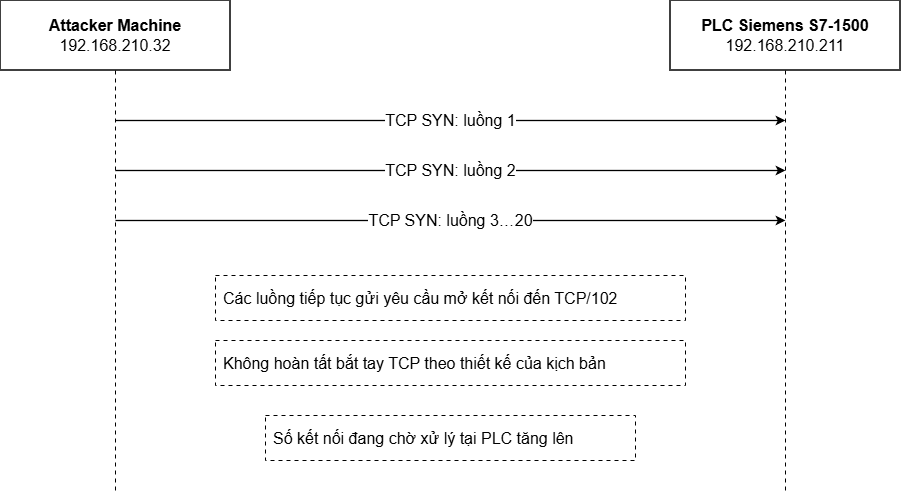 Attacker Machine
192.168.210.32
PLC Siemens S7-1500
192.168.210.211
TCP SYN: luồng 1
TCP SYN: luồng 2
TCP SYN: luồng 3...20
Các luồng tiếp tục gửi yêu cầu mở kết nối đến TCP/102
Không hoàn tất bắt tay TCP theo thiết kế của kịch bản
Số kết nối đang chờ xử lý tại PLC tăng lên